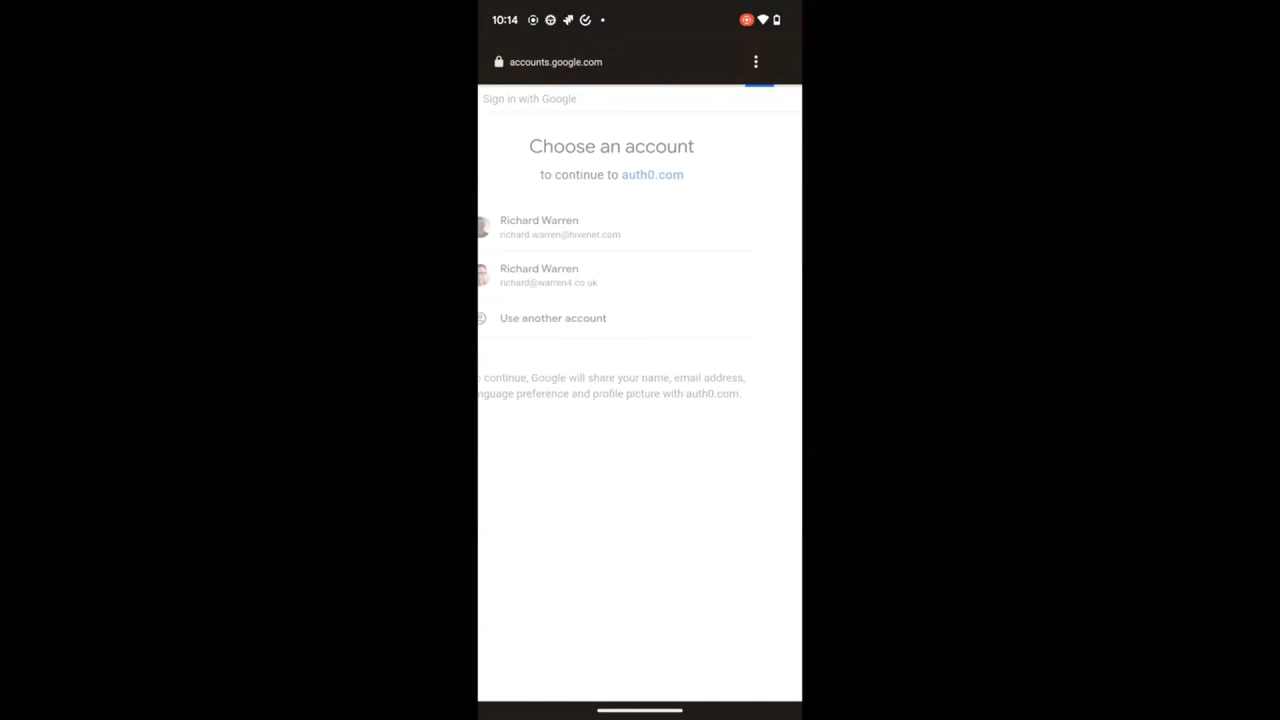 10:14
accounts.google.com
Sign in with Google
Choose an account
to continue to auth0.com
Richard Warren
richard.warren@hivenet.com
Richard Warren
richard@warren4.co.uk
Use another account
continue, Google will share your name, email address,
preference and profile picture with auth0.com.